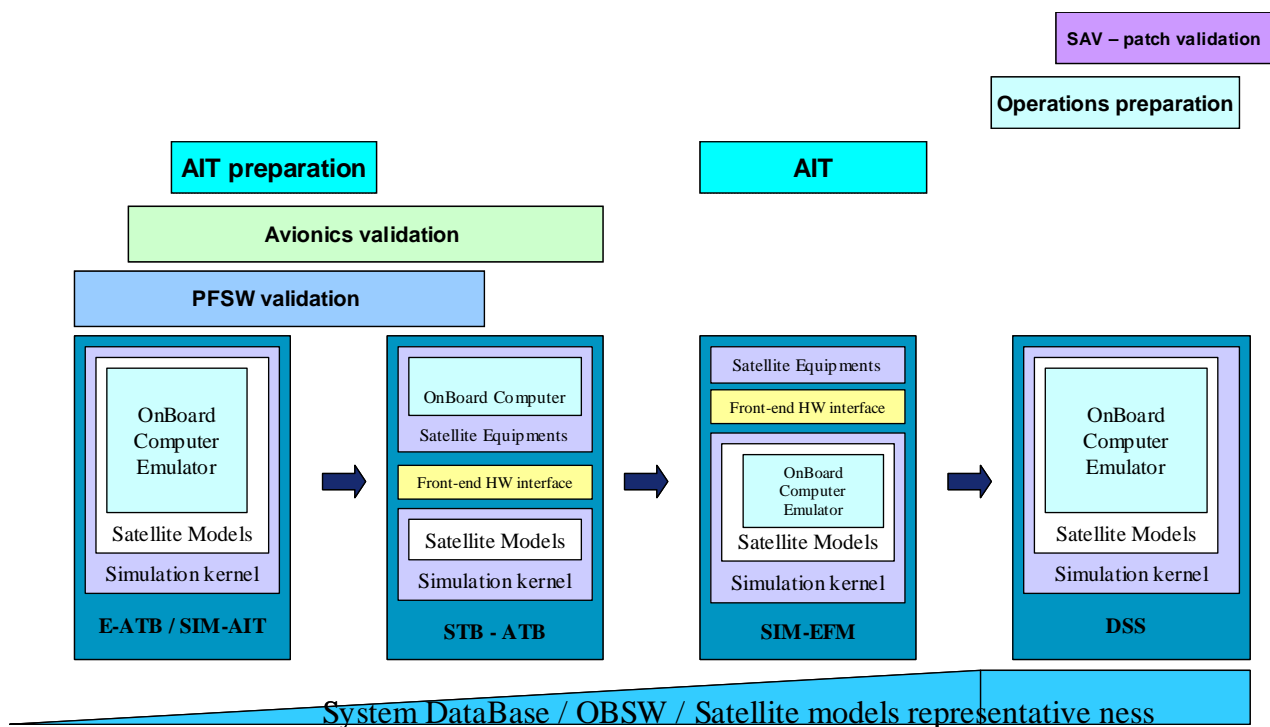 SAV – patch validation
Operations preparation
AIT preparation
AIT
Avionics validation
PFSW validation
OnBoard
Computer
Emulator
Satellite Models
Simulation kernel
E-ATB / SIM-AIT
OnBoard Computer
Satellite Equipments
Front-end HW interface
Satellite Models
Simulation kernel
STB - ATB
Satellite Equipments
Front-end HW interface
OnBoard
Computer
Emulator
Satellite Models
Simulation kernel
SIM-EFM
OnBoard
Computer
Emulator
Satellite Models
Simulation kernel
DSS
System DataBase / OBSW / Satellite models representative ness